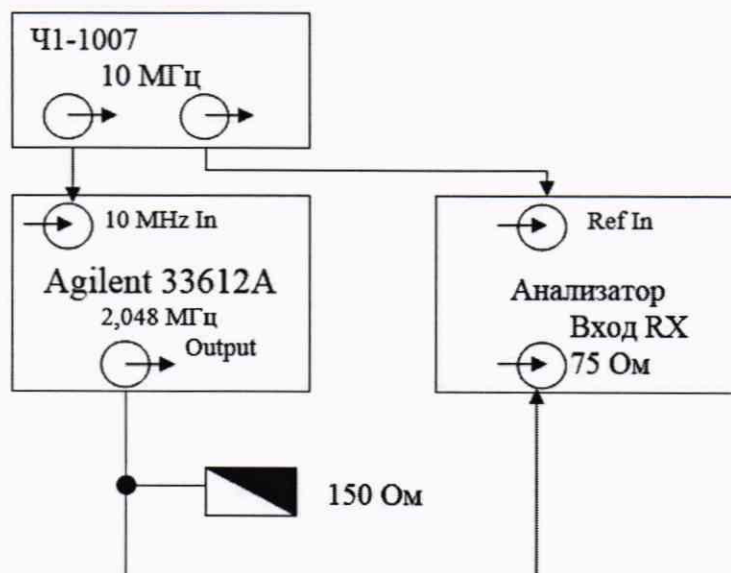 Ч1-1007
10 МГц
10 MHz In
Agilent 33612A
2,048 МГц
Output
Ref In
Анализатор
Вход RX
75 Ом
150 Ом